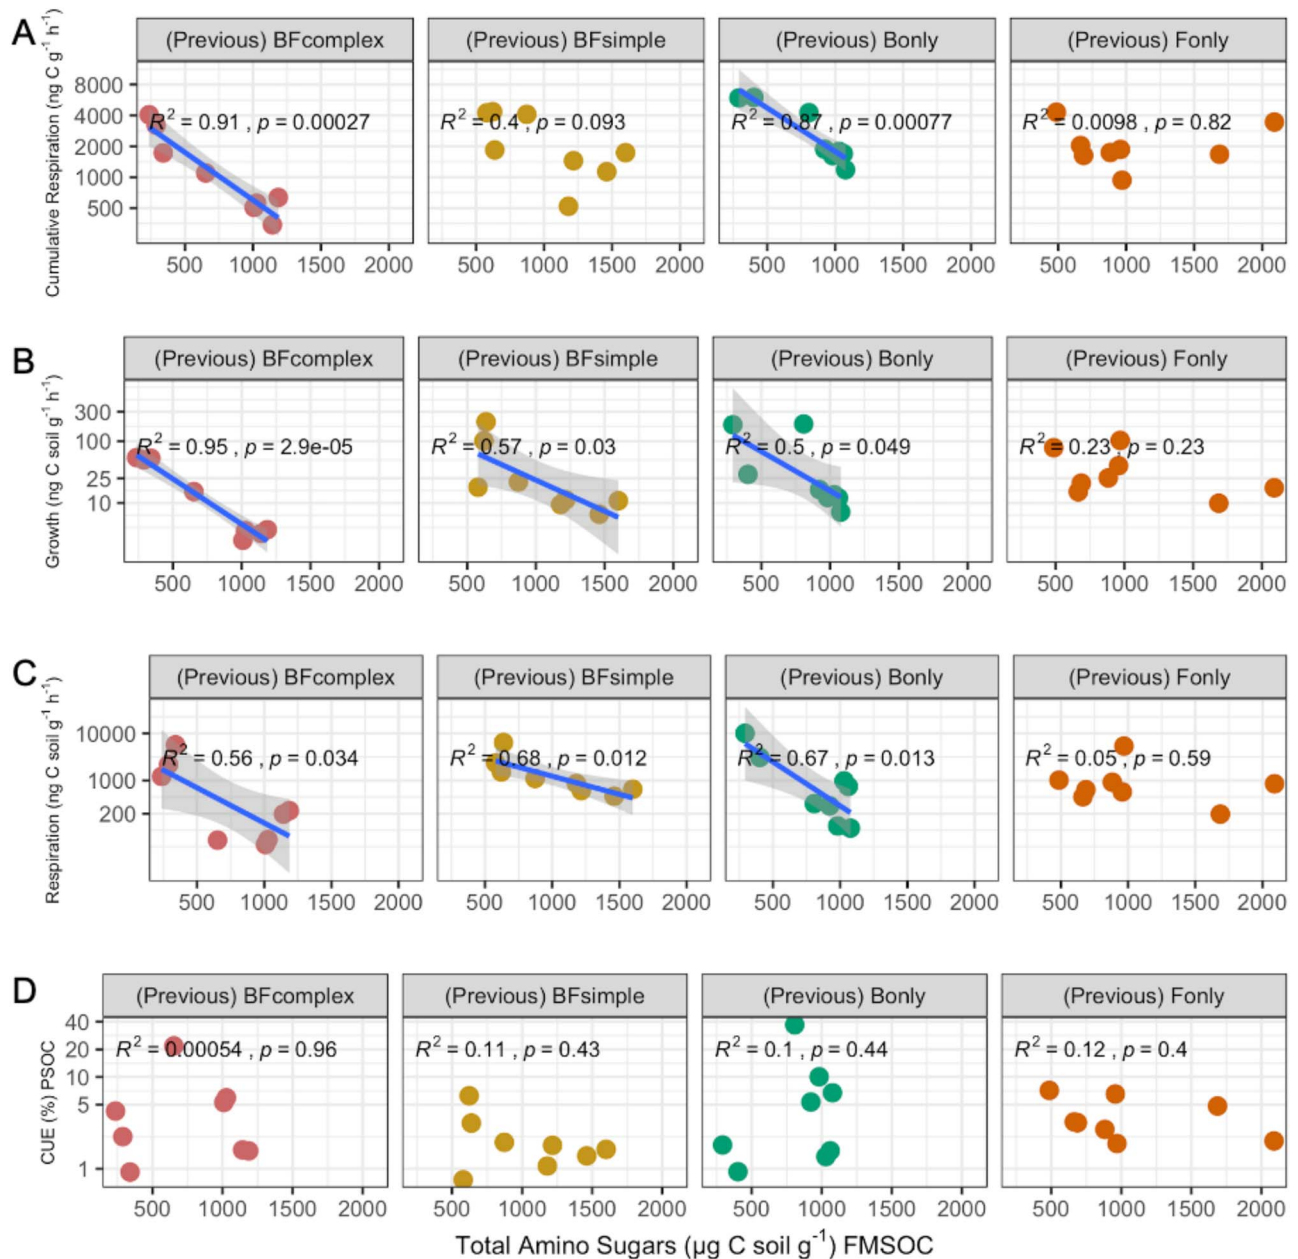 A
(Previous) BFcomplex (Previous) BFsimple (Previous) Bonly (Previous) Fonly
Cumulative Respiration (ng C g⁻¹ h⁻¹)
8000
4000
2000
1000
500
R² = 0.91 , p = 0.00027 R² = 0.4 , p = 0.093 R² = 0.87 , p = 0.00077 R² = 0.0098 , p = 0.82
500 1000 1500 2000 500 1000 1500 2000 500 1000 1500 2000 500 1000 1500 2000
B
(Previous) BFcomplex (Previous) BFsimple (Previous) Bonly (Previous) Fonly
Growth (ng C soil g⁻¹ h⁻¹)
300
100
25
10
R² = 0.95 , p = 2.9e-05 R² = 0.57 , p = 0.03 R² = 0.5 , p = 0.049 R² = 0.23 , p = 0.23
500 1000 1500 2000 500 1000 1500 2000 500 1000 1500 2000 500 1000 1500 2000
C
(Previous) BFcomplex (Previous) BFsimple (Previous) Bonly (Previous) Fonly
Respiration (ng C soil g⁻¹ h⁻¹)
10000
1000
200
R² = 0.56 , p = 0.034 R² = 0.68 , p = 0.012 R² = 0.67 , p = 0.013 R² = 0.05 , p = 0.59
500 1000 1500 2000 500 1000 1500 2000 500 1000 1500 2000 500 1000 1500 2000
D
(Previous) BFcomplex (Previous) BFsimple (Previous) Bonly (Previous) Fonly
CUE (%) PSOC
40
20
10
5
1
R² = 0.00054 , p = 0.96 R² = 0.11 , p = 0.43 R² = 0.1 , p = 0.44 R² = 0.12 , p = 0.4
500 1000 1500 2000 500 1000 1500 2000 500 1000 1500 2000 500 1000 1500 2000
Total Amino Sugars (µg C soil g⁻¹) FMSOC